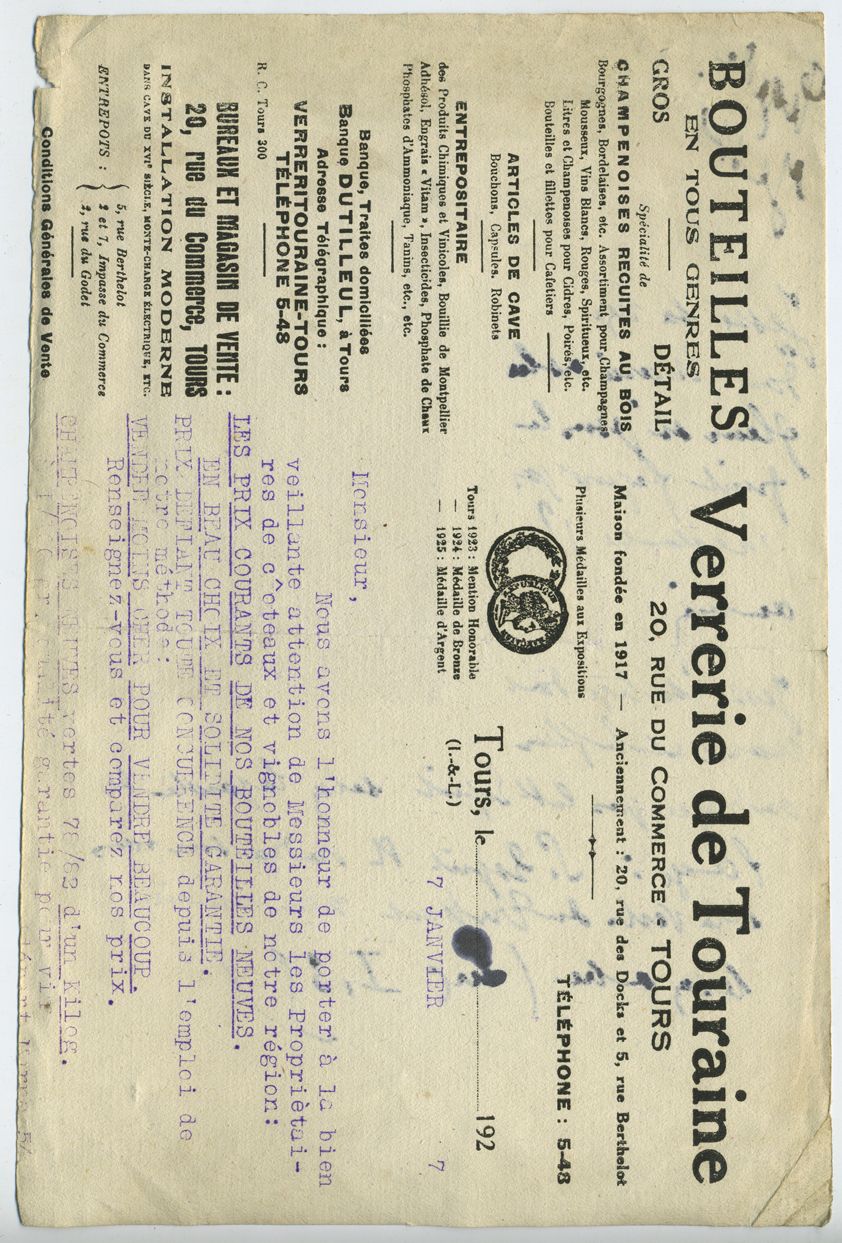 BOUTEILLES
EN TOUS GENRES
GROS DÉTAIL
Spécialité de
CHAMPENOISES RECUITES AU BOIS
Bourgognes, Bordelaises, etc. Assortiment pour Champagnes
Mousseux, Vins Blancs, Rouges, Spiritueux, etc.
Litres et Champenoises pour Cidres, Poirés, etc.
Bouteilles et fillettes pour Cafetiers
ARTICLES DE CAVE
Bouchons, Capsules, Robinets
ENTREPOSITAIRE
des Produits Chimiques et Vinicoles, Bouillie de Montpellier
Adhésol, Engrais « Vitam », Insecticides, Phosphate de Chaux
Phosphates d'Ammoniaque, Tanins, etc., etc.
Banque, Traites domiciliées
Banque DUTILLEUL, à Tours
Adresse Télégraphique :
VERRERITOURAINE-TOURS
TÉLÉPHONE 5-48
R. C. Tours 300
BUREAUX ET MAGASIN DE VENTE :
20, rue du Commerce, TOURS
INSTALLATION MODERNE
DANS CAVE DU XVIe SIÈCLE, MONTE-CHARGE ÉLECTRIQUE, ETC.
ENTREPOTS : { 5, rue Berthelot
2 et 7, Impasse du Commerce
2, rue du Godet
Conditions Générales de Vente
Verrerie de Touraine
20, RUE DU COMMERCE - TOURS
Maison fondée en 1917 — Anciennement : 20, rue des Docks et 5, rue Berthelot
Plusieurs Médailles aux Expositions
TÉLÉPHONE : 5-48
Tours 1923 : Mention Honorable
— 1924 : Médaille de Bronze
— 1925 : Médaille d'Argent
Tours, le 192
(I.-&-L.)
7 JANVIER 7
Monsieur,
Nous avons l'honneur de porter à la bien
veillante attention de Messieurs les Propriètai-
res de c^oteaux et vignobles de notre région:
LES PRIX COURANTS DE NOS BOUTEILLES NEUVES.
EN BEAU CHOIX ET SOLIDITE GARANTIE.
PRIX DEFIANT TOUTE CONCURRENCE depuis l'emploi de
notre méthode:
VENDRE MOINS CHER POUR VENDRE BEAUCOUP.
Renseignez-vous et comparez nos prix.
CHAMPENOISES NEUVES vertes 78/82 d'un Kilog.
garantie pour